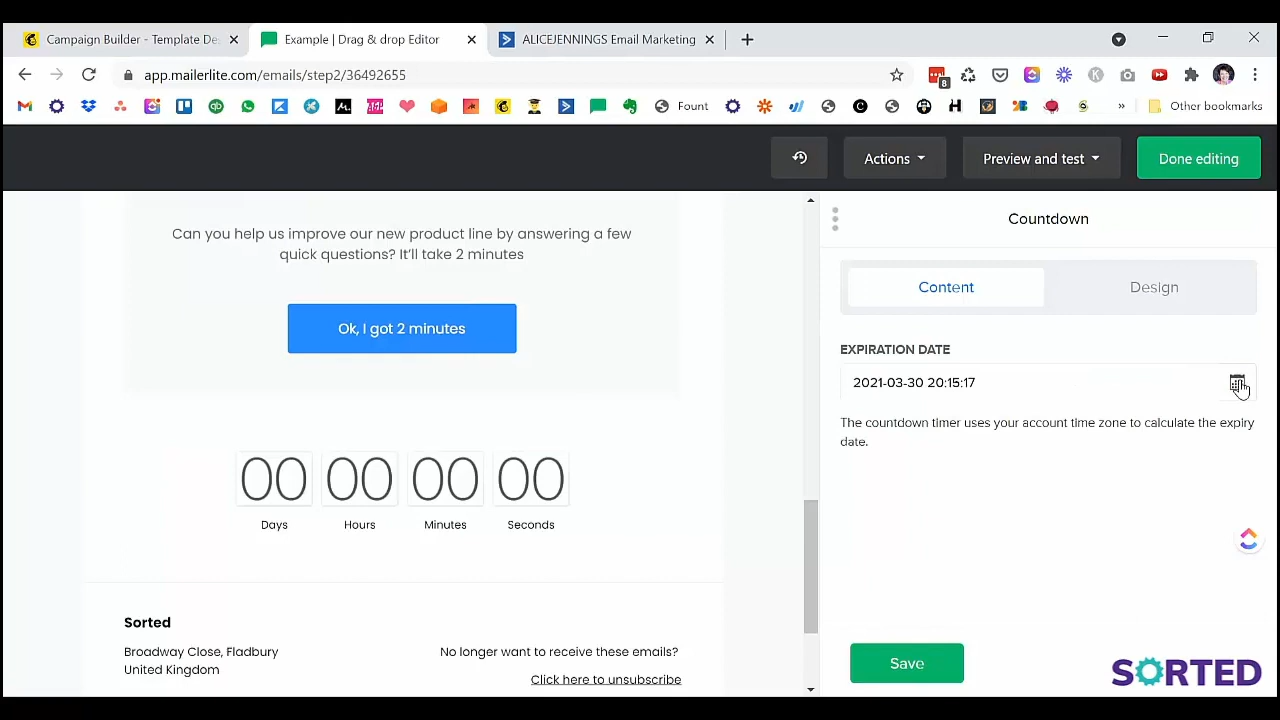 Campaign Builder - Template De
Example | Drag & drop Editor
ALICEJENNINGS Email Marketing
app.mailerlite.com/emails/step2/36492655
8
Fount
»
Other bookmarks
Actions
Preview and test
Done editing
Can you help us improve our new product line by answering a few
quick questions? It'll take 2 minutes
Ok, I got 2 minutes
00 00 00 00
Days Hours Minutes Seconds
Sorted
Broadway Close, Fladbury
United Kingdom
No longer want to receive these emails?
Click here to unsubscribe
Countdown
Content
Design
EXPIRATION DATE
2021-03-30 20:15:17
The countdown timer uses your account time zone to calculate the expiry
date.
Save
SORTED